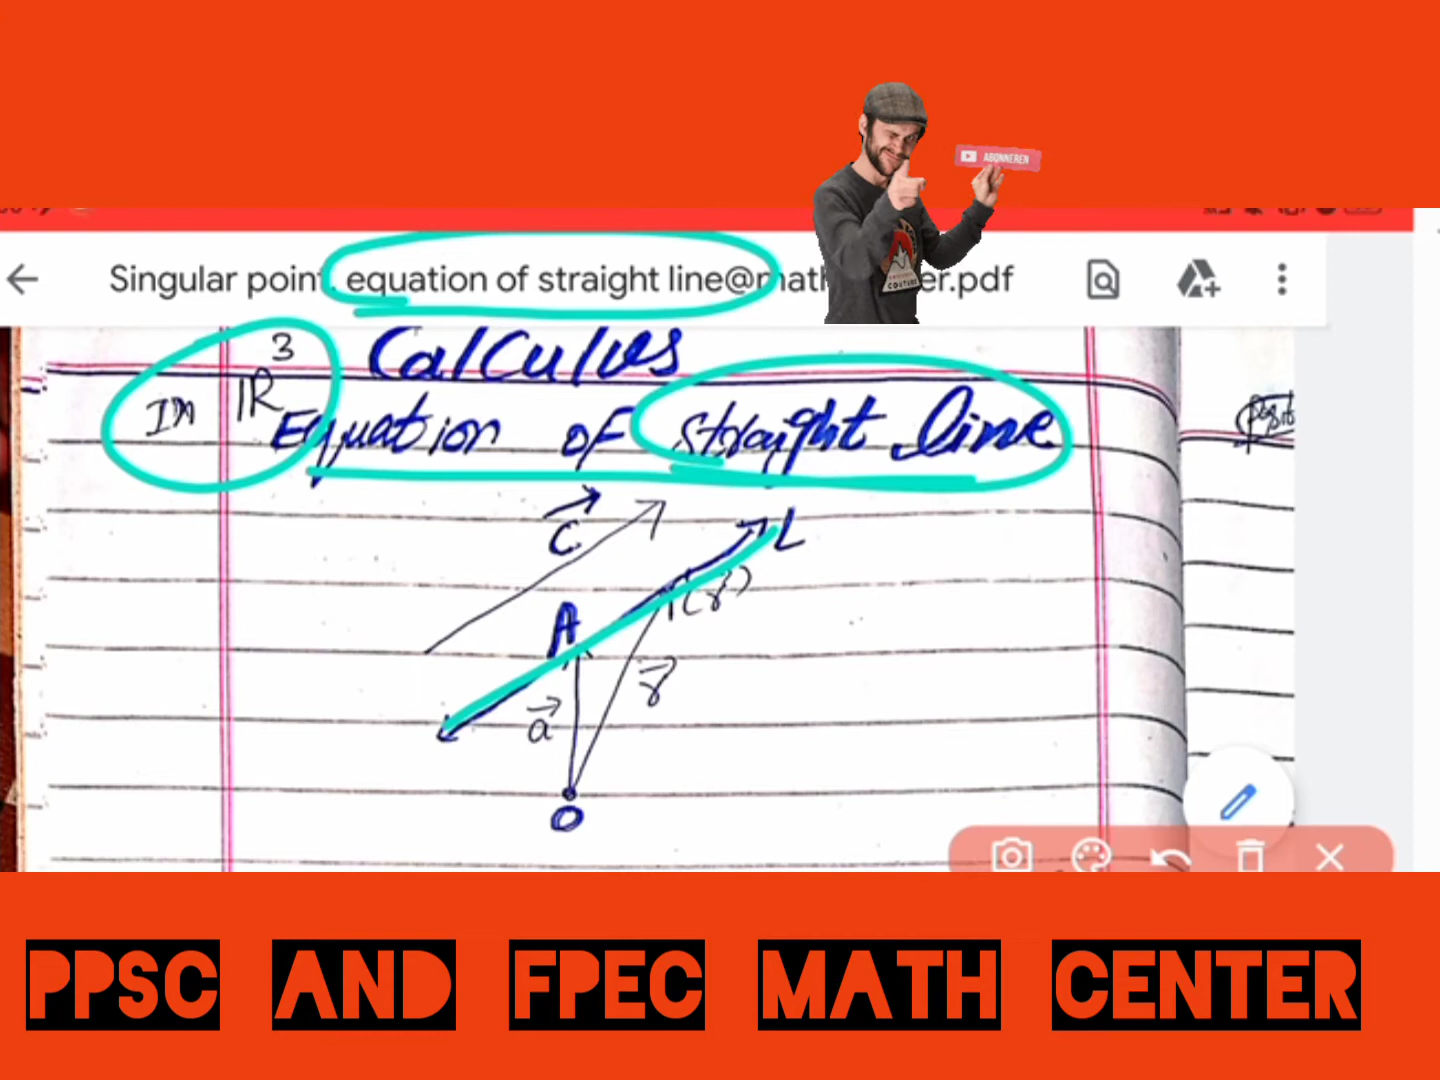 ABONNEREN
Singular point, equation of straight line@math er.pdf
Calculus
In IR 3
Equation of straight line
C
L
A
(r)
r
a
O
PPSC AND FPEC MATH CENTER